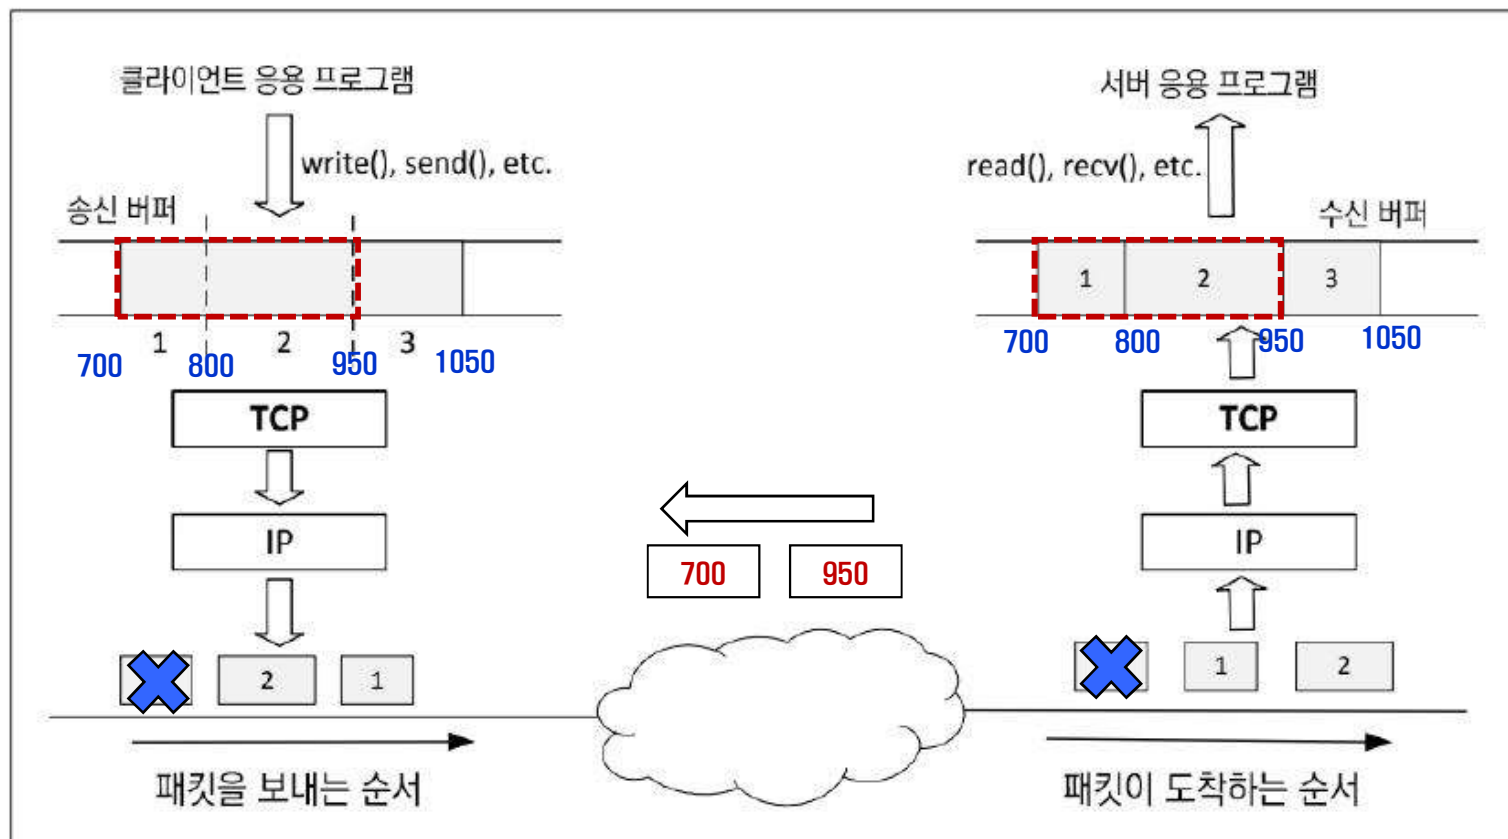 클라이언트 응용 프로그램
write(), send(), etc.
송신 버퍼
1 2 3
700 800 950 1050
TCP
IP
2 1
패킷을 보내는 순서
700 950
서버 응용 프로그램
read(), recv(), etc.
수신 버퍼
1 2 3
700 800 950 1050
TCP
IP
1 2
패킷이 도착하는 순서